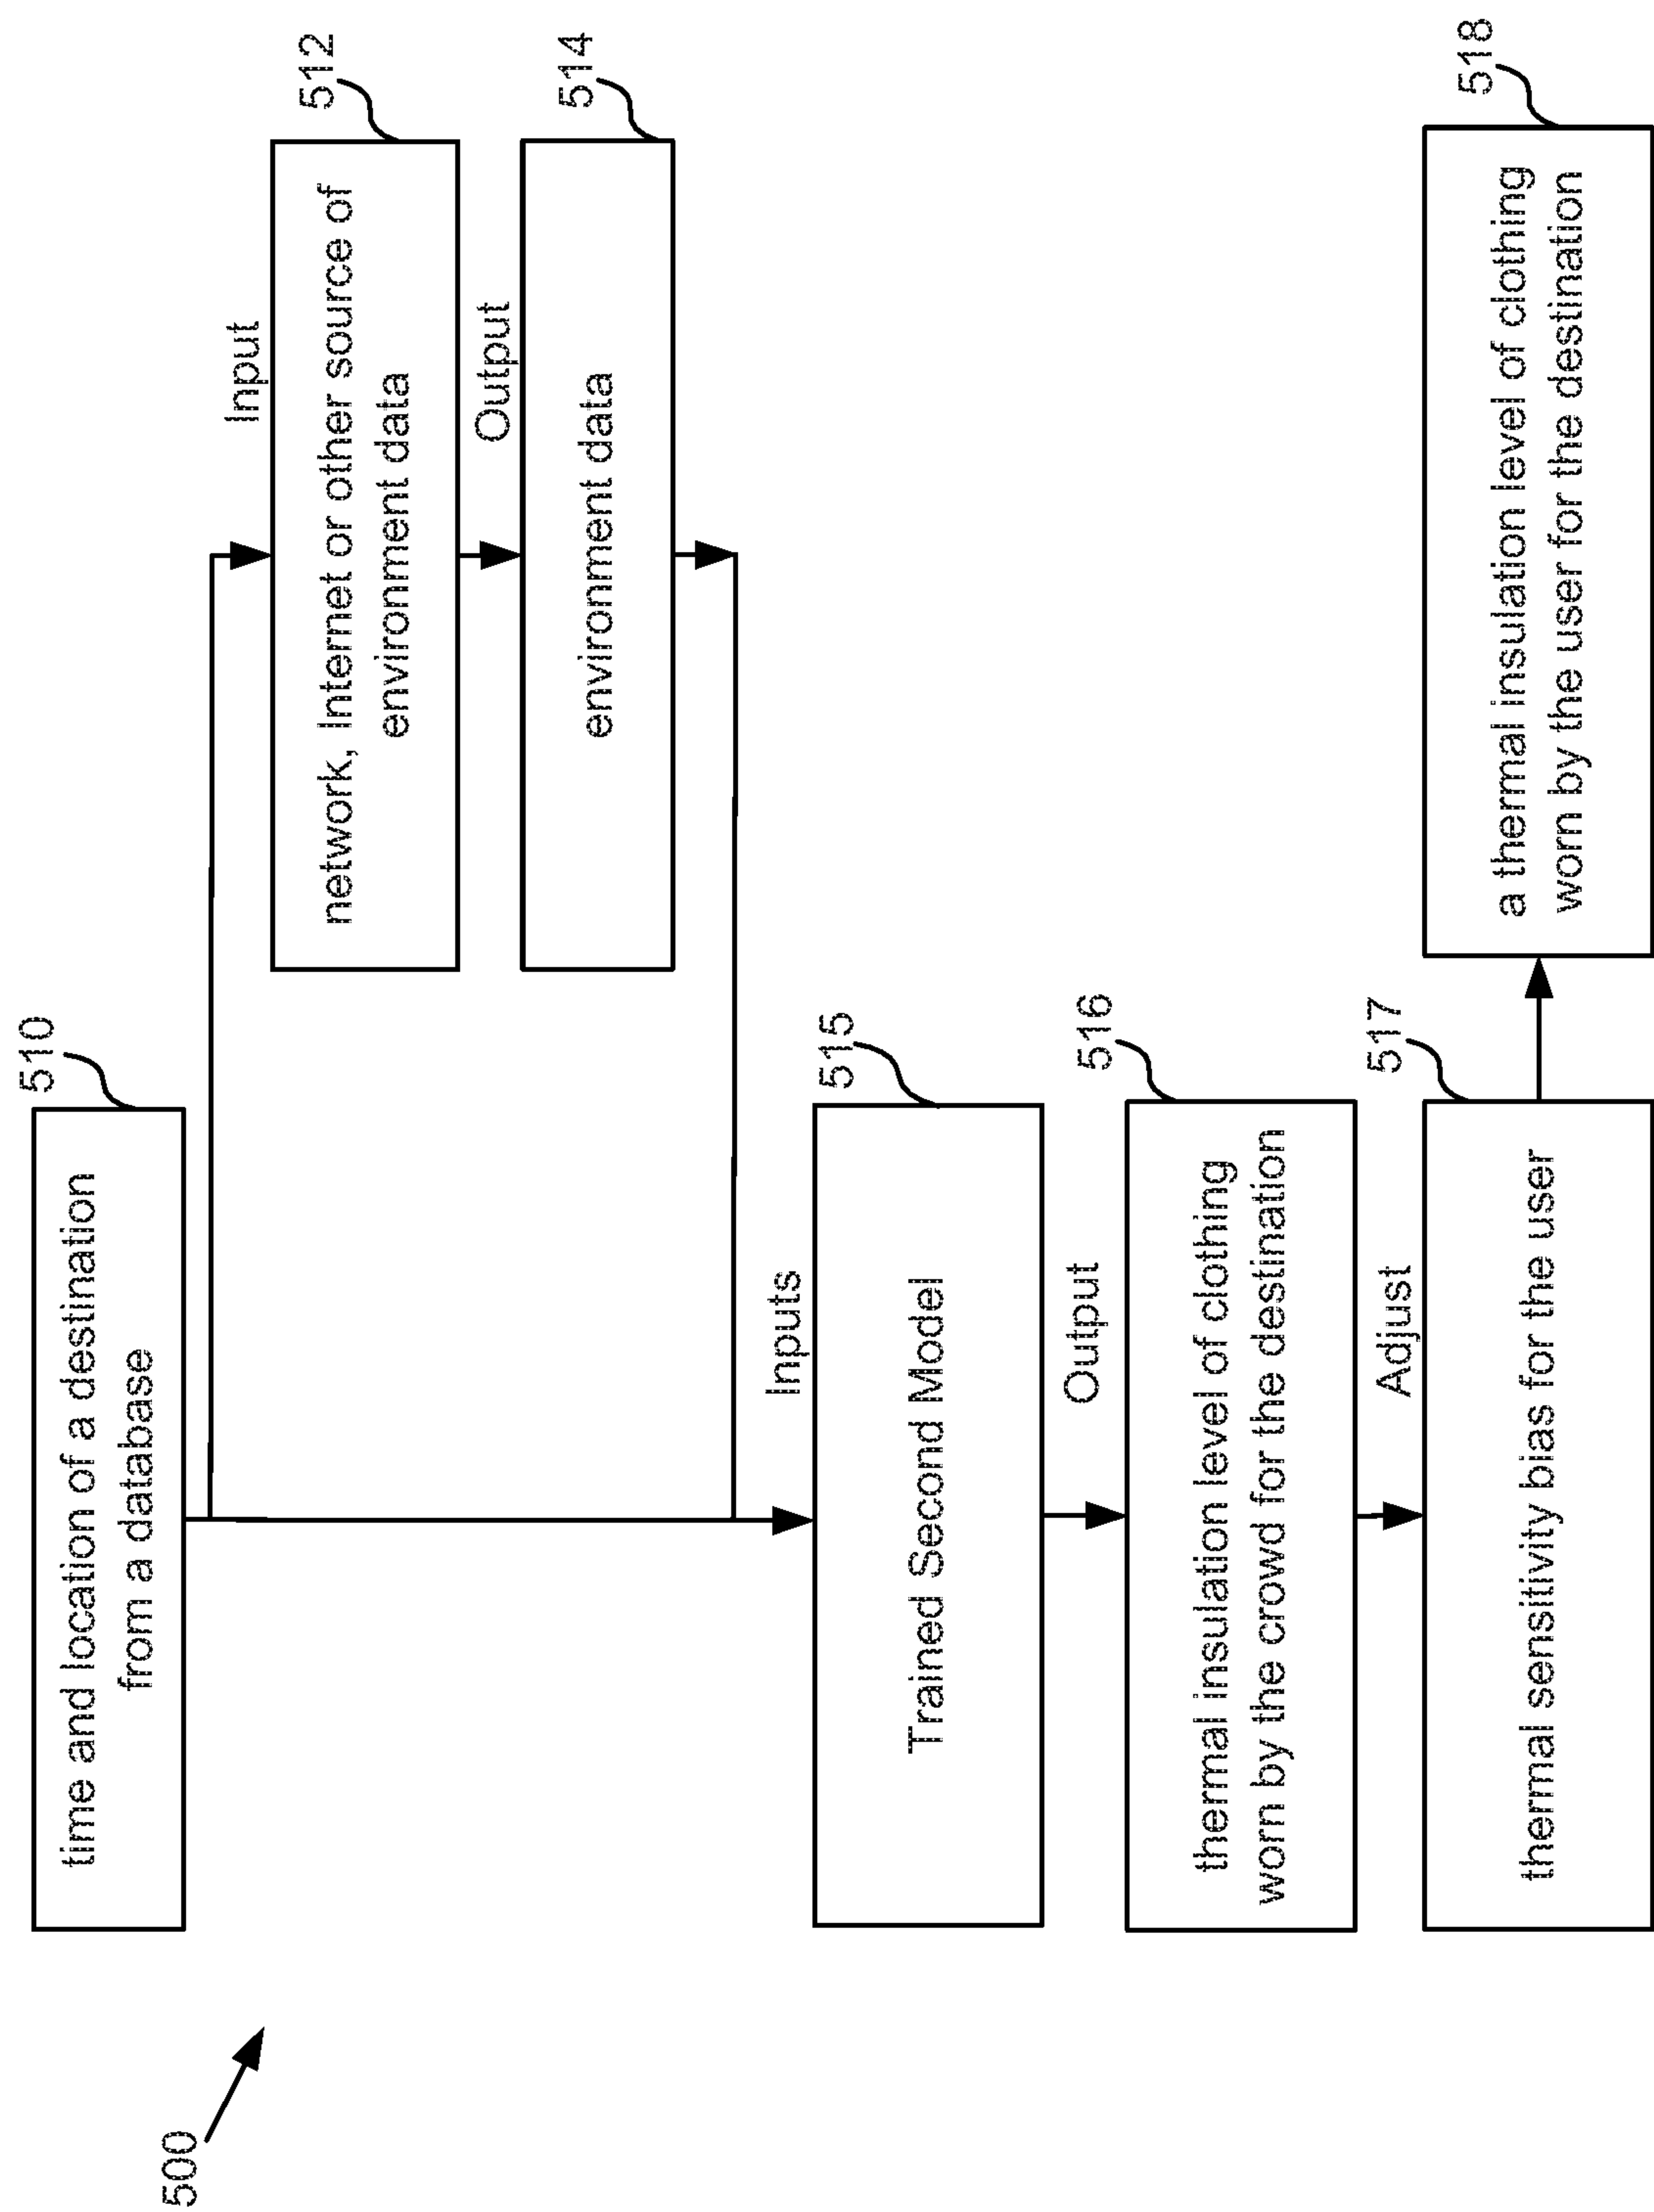 500
510
time and location of a destination
from a database
Input
512
network, Internet or other source of
environment data
Output
514
environment data
Inputs
515
Trained Second Model
Output
516
thermal insulation level of clothing
worn by the crowd for the destination
Adjust
517
thermal sensitivity bias for the user
518
a thermal insulation level of clothing
worn by the user for the destination